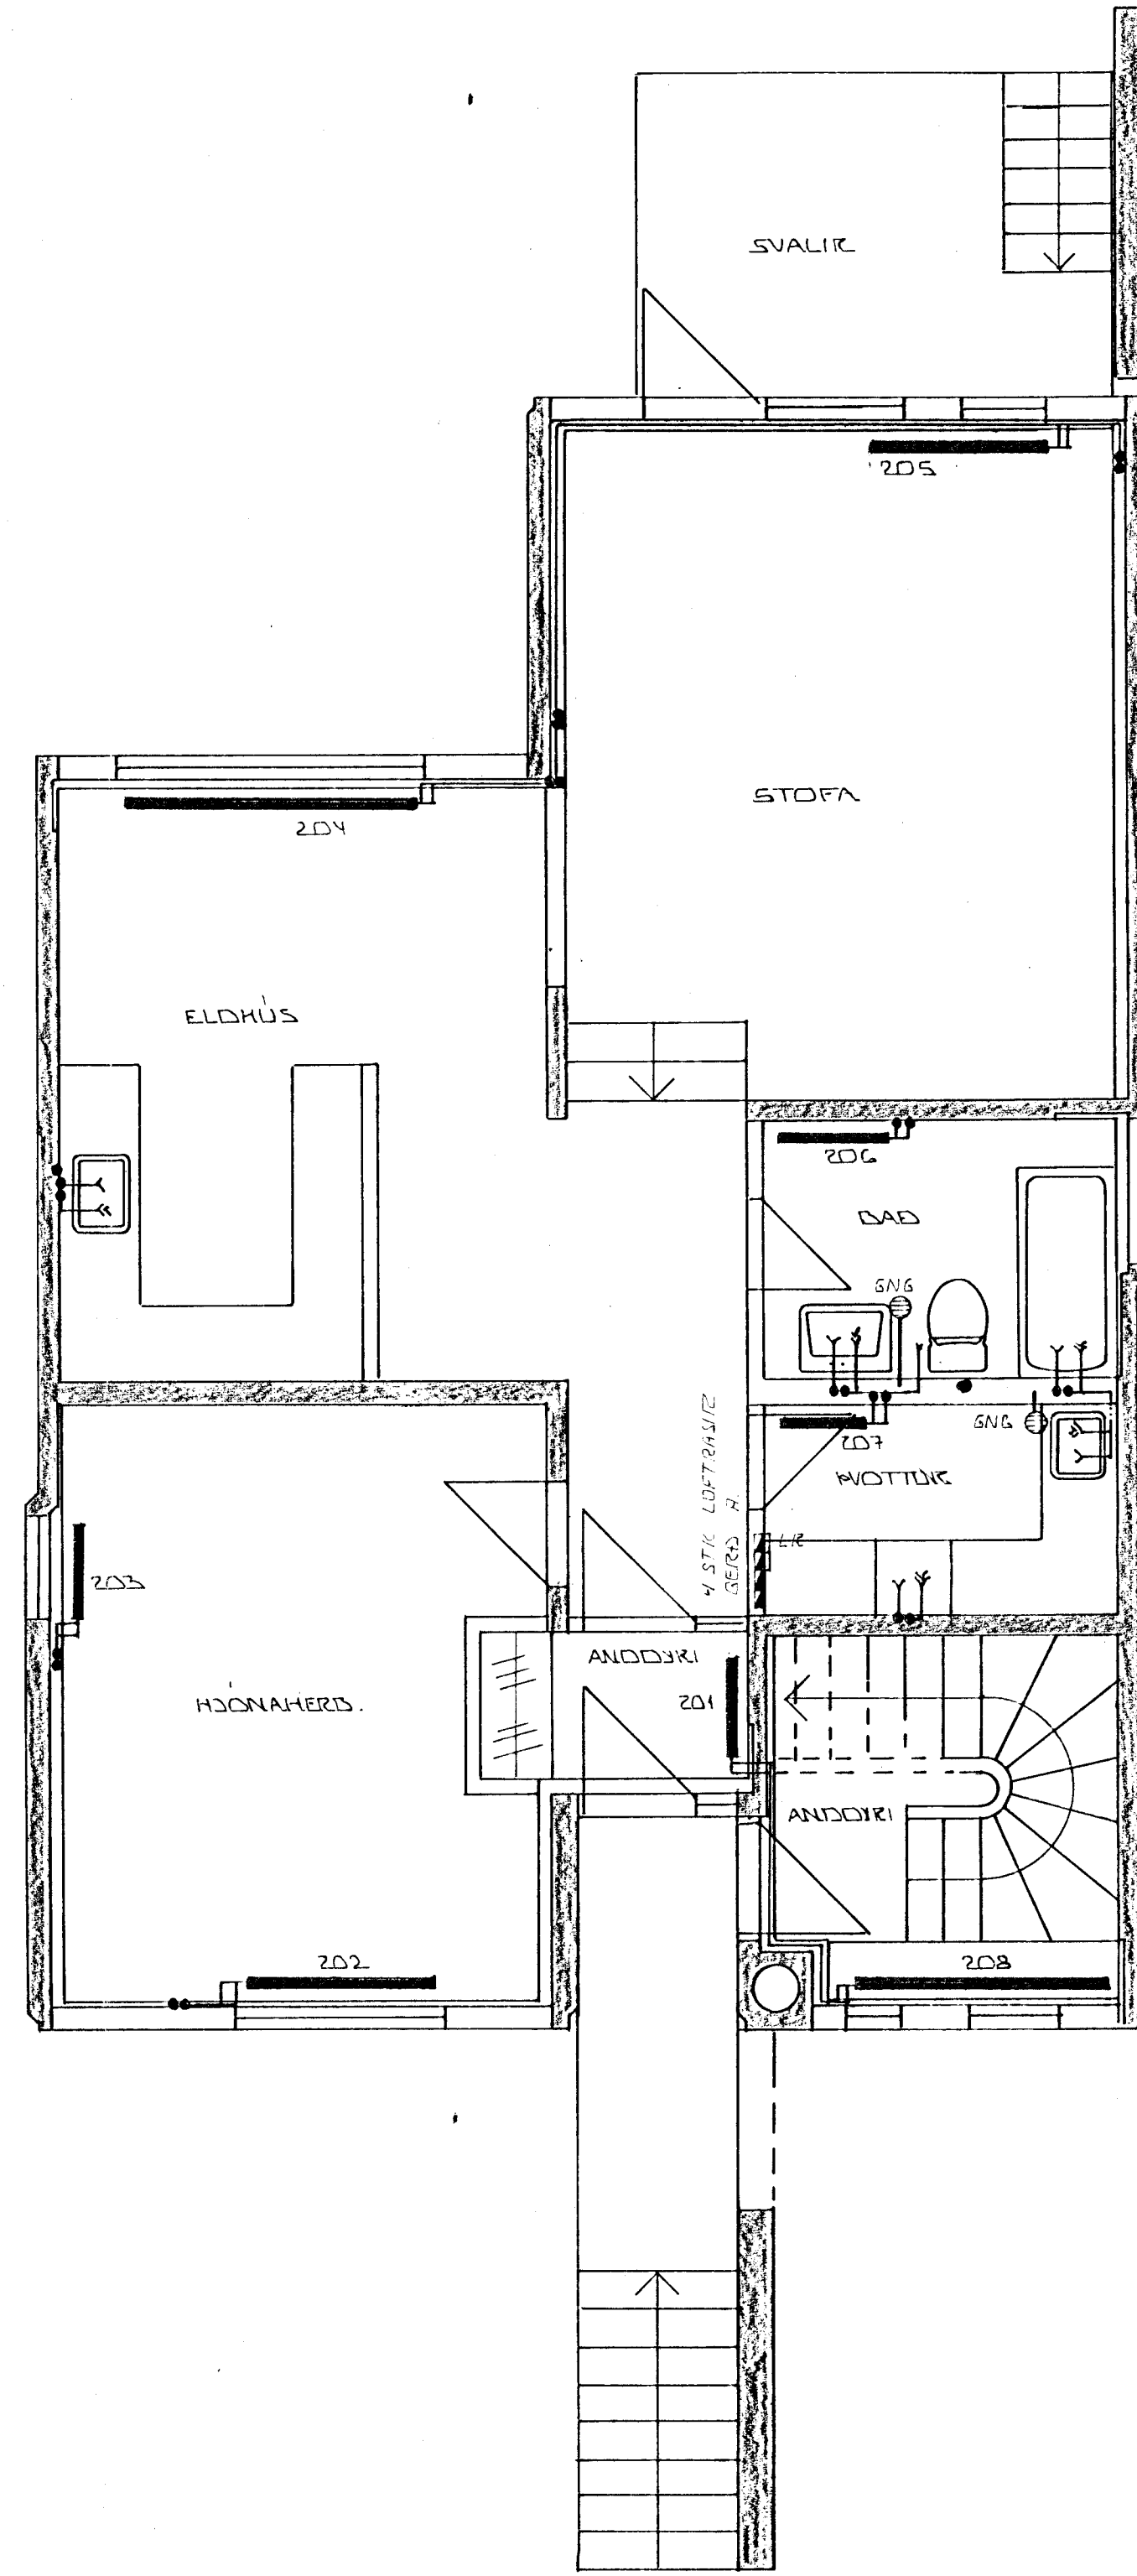 SVALIR
205
STOFA
204
ELDHÚS
206
BAÐ
GNG
GNG
207
ÞVOTTUR
4 STK LOFTRÁSIR
GERÐ A.
LR
203
ANDDYRI
201
HJÓNAHERB.
ANDDYRI
202
208